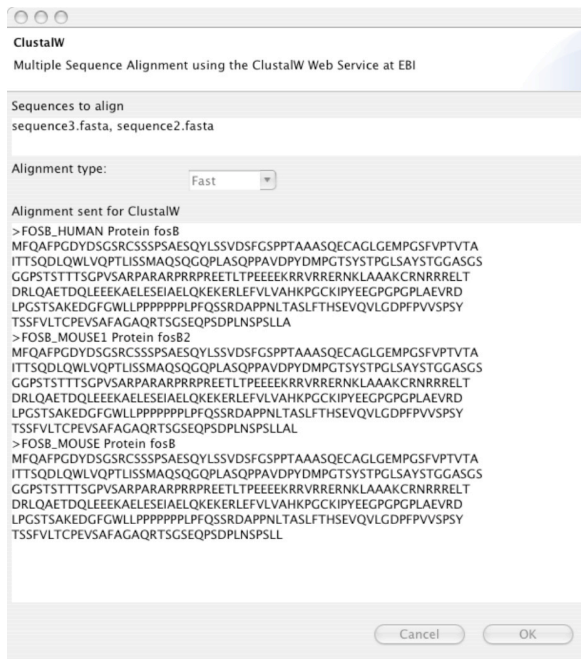 ClustalW
Multiple Sequence Alignment using the ClustalW Web Service at EBI
Sequences to align
sequence3.fasta, sequence2.fasta
Alignment type:
Fast
Alignment sent for ClustalW
>FOSB_HUMAN Protein fosB
MFQAFPGDYDSGSRCSSSPSAESQYLSSVDSFGSPPTAAASQECAGLGEMPGSFVPTVTA
ITTSQDLQWLVQPTLISSMAQSQGQPLASQPPAVDPYDMPGTSYSTPGLSAYSTGGASGS
GGPSTSTTTSGPVSARPARARPRRPREETLTPEEEEKRRVRRERNKLAAAKCRNRRRELT
DRLQAETDQLEEEKAELESEIAELQKEKERLEFVLVAHKPGCKIPYEEGPGPGPLAEVRD
LPGSTSAKEDGFGWLLPPPPPPPLPFQSSRDAPPNLTASLFTHSEVQVLGDPFPVVSPSY
TSSFVLTCPEVSAFAGAQRTSGSEQPSDPLNSPSLLA
>FOSB_MOUSE1 Protein fosB2
MFQAFPGDYDSGSRCSSSPSAESQYLSSVDSFGSPPTAAASQECAGLGEMPGSFVPTVTA
ITTSQDLQWLVQPTLISSMAQSQGQPLASQPPAVDPYDMPGTSYSTPGLSAYSTGGASGS
GGPSTSTTTSGPVSARPARARPRRPREETLTPEEEEKRRVRRERNKLAAAKCRNRRRELT
DRLQAETDQLEEEKAELESEIAELQKEKERLEFVLVAHKPGCKIPYEEGPGPGPLAEVRD
LPGSTSAKEDGFGWLLPPPPPPPLPFQSSRDAPPNLTASLFTHSEVQVLGDPFPVVSPSY
TSSFVLTCPEVSAFAGAQRTSGSEQPSDPLNSPSLLAL
>FOSB_MOUSE Protein fosB
MFQAFPGDYDSGSRCSSSPSAESQYLSSVDSFGSPPTAAASQECAGLGEMPGSFVPTVTA
ITTSQDLQWLVQPTLISSMAQSQGQPLASQPPAVDPYDMPGTSYSTPGLSAYSTGGASGS
GGPSTSTTTSGPVSARPARARPRRPREETLTPEEEEKRRVRRERNKLAAAKCRNRRRELT
DRLQAETDQLEEEKAELESEIAELQKEKERLEFVLVAHKPGCKIPYEEGPGPGPLAEVRD
LPGSTSAKEDGFGWLLPPPPPPPLPFQSSRDAPPNLTASLFTHSEVQVLGDPFPVVSPSY
TSSFVLTCPEVSAFAGAQRTSGSEQPSDPLNSPSLL
Cancel
OK